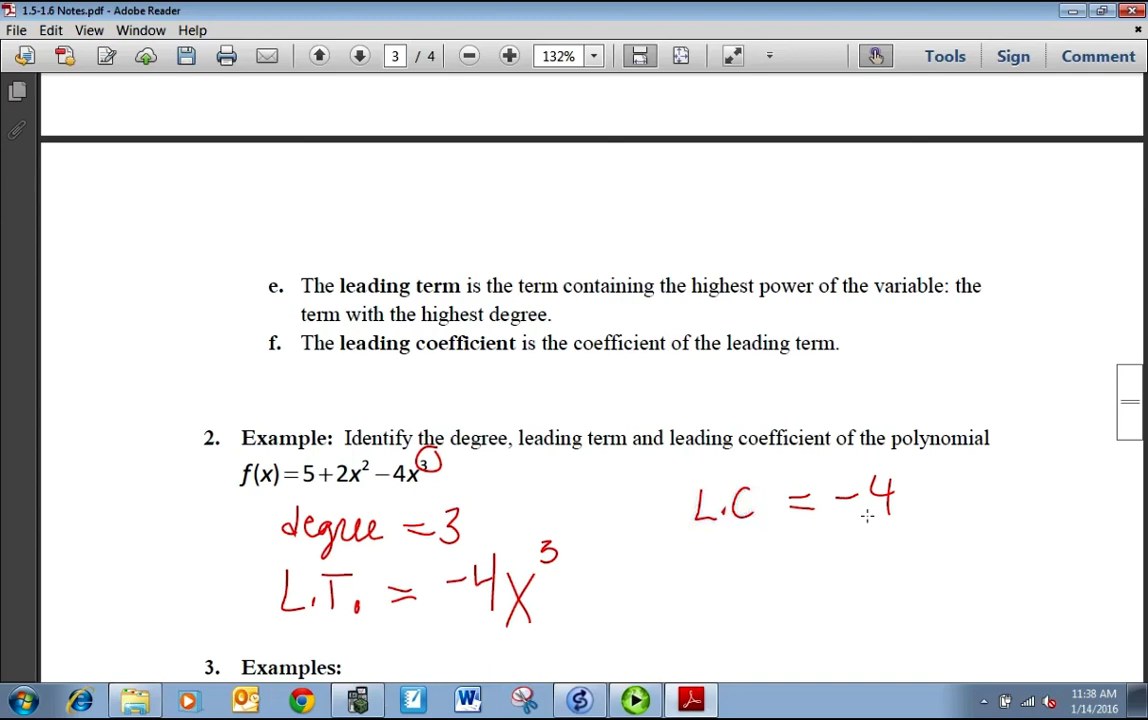 1.5-1.6 Notes.pdf - Adobe Reader
File Edit View Window Help
3 / 4 132% Tools Sign Comment
e. The leading term is the term containing the highest power of the variable: the
term with the highest degree.
f. The leading coefficient is the coefficient of the leading term.
2. Example: Identify the degree, leading term and leading coefficient of the polynomial
f(x) = 5 + 2x² − 4x³
L.C = -4
degree = 3
L.T. = -4x³
3. Examples:
11:38 AM
1/14/2016